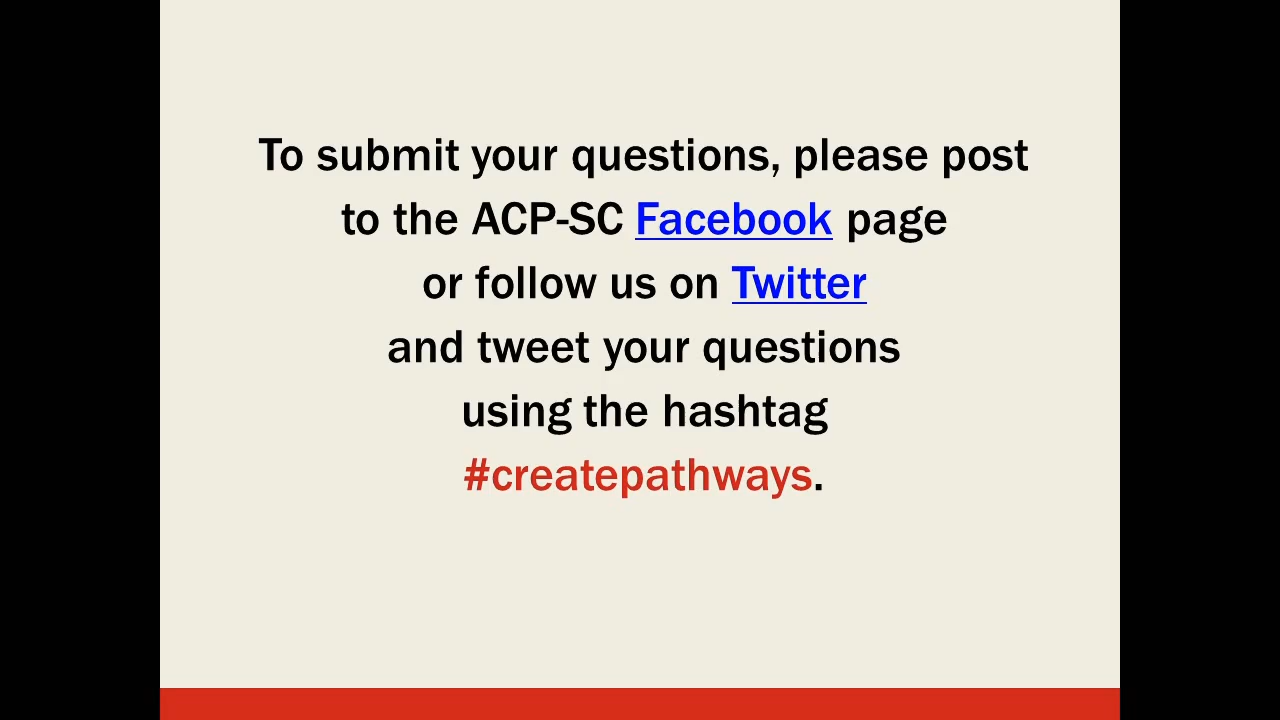 To submit your questions, please post
to the ACP-SC Facebook page
or follow us on Twitter
and tweet your questions
using the hashtag
#createpathways.